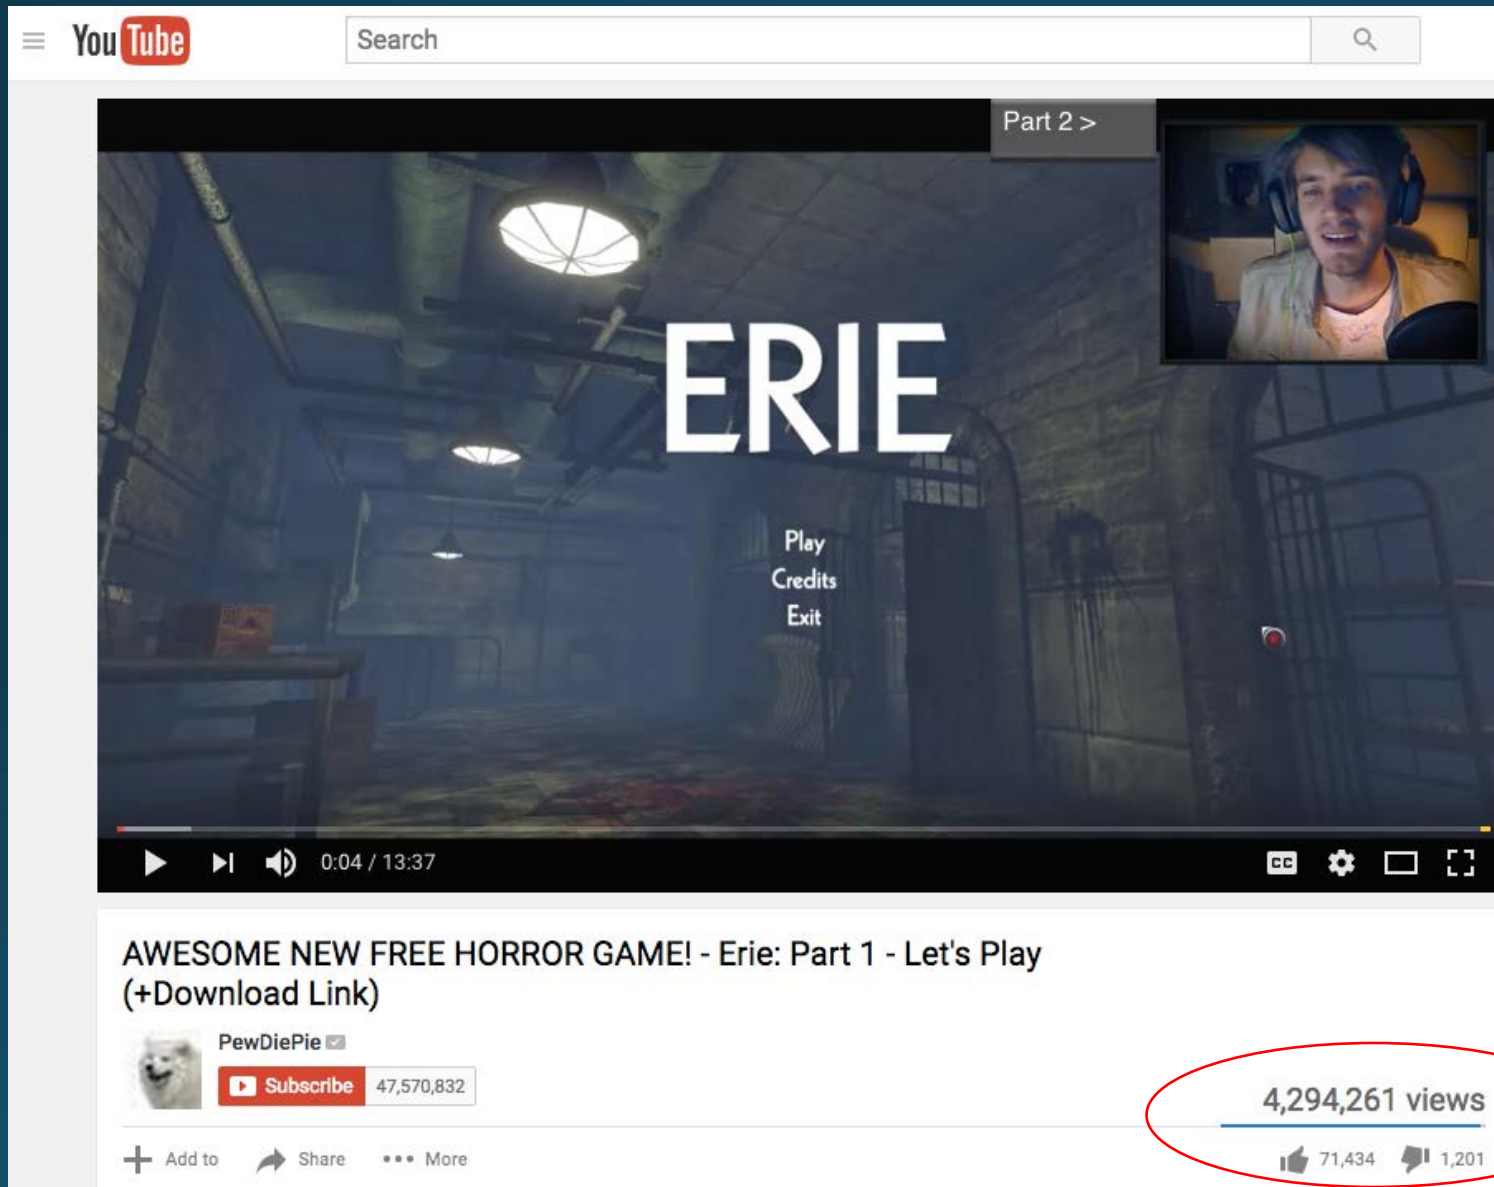 YouTube
Search
Part 2 >
ERIE
Play
Credits
Exit
0:04 / 13:37
CC
AWESOME NEW FREE HORROR GAME! - Erie: Part 1 - Let's Play
(+Download Link)
PewDiePie
Subscribe 47,570,832
4,294,261 views
Add to Share More
71,434 1,201